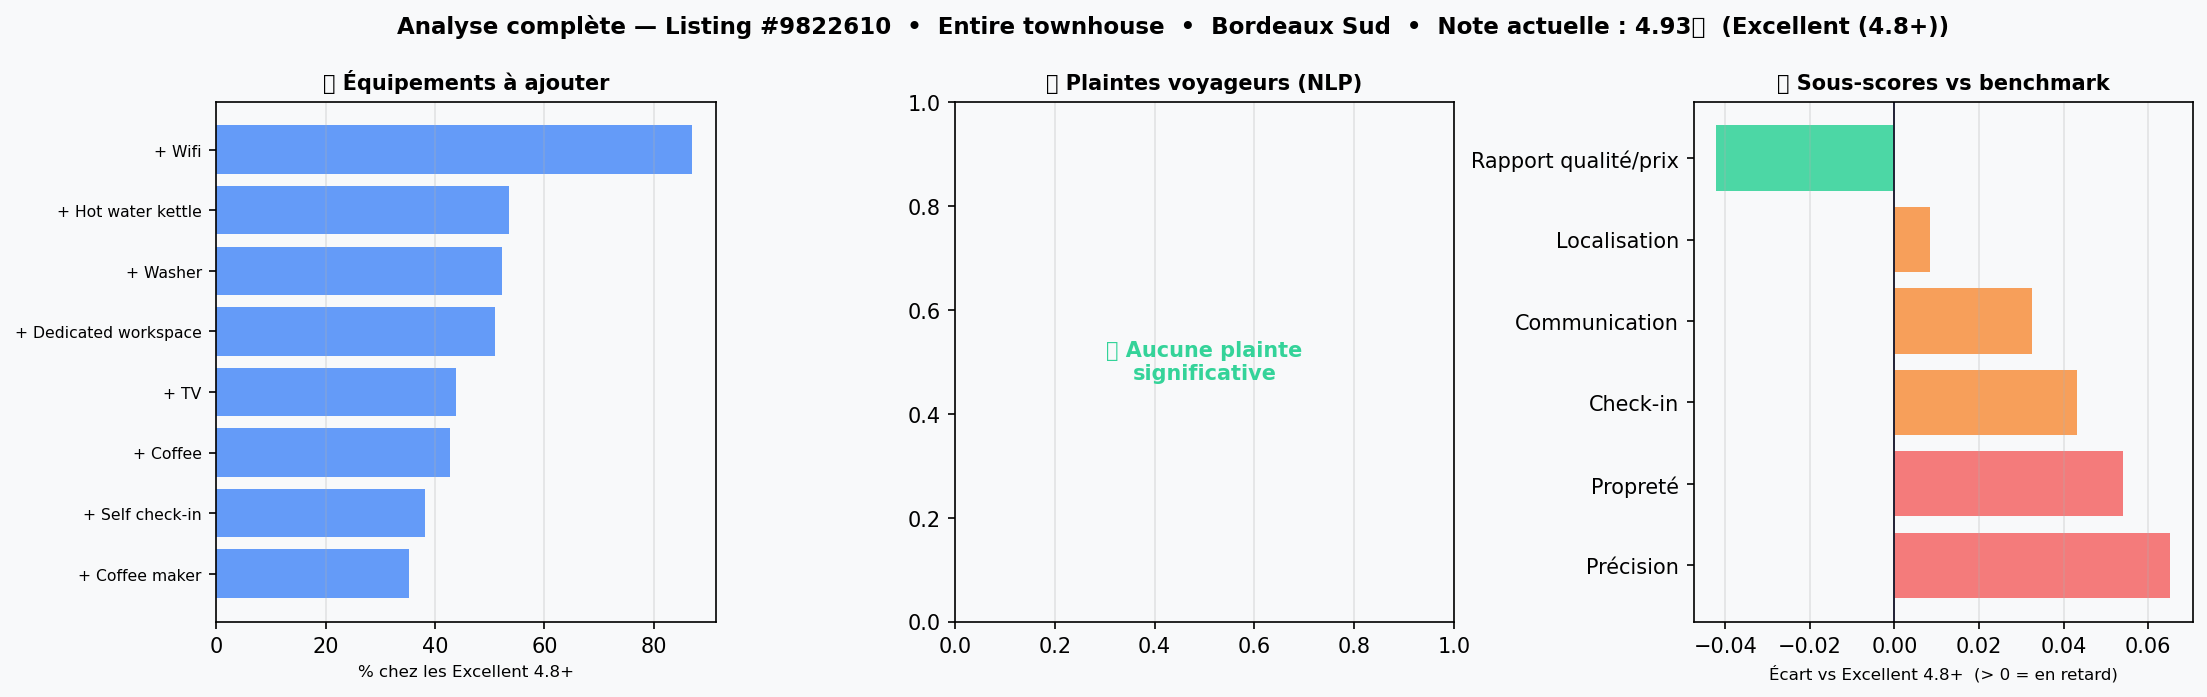 Analyse complète — Listing #9822610 • Entire townhouse • Bordeaux Sud • Note actuelle : 4.93▯ (Excellent (4.8+))
▯ Équipements à ajouter
+ Wifi
+ Hot water kettle
+ Washer
+ Dedicated workspace
+ TV
+ Coffee
+ Self check-in
+ Coffee maker
0 20 40 60 80
% chez les Excellent 4.8+
▯ Plaintes voyageurs (NLP)
1.0
0.8
0.6
0.4
0.2
0.0
▯ Aucune plainte
significative
0.0 0.2 0.4 0.6 0.8 1.0
▯ Sous-scores vs benchmark
Rapport qualité/prix
Localisation
Communication
Check-in
Propreté
Précision
−0.04 −0.02 0.00 0.02 0.04 0.06
Écart vs Excellent 4.8+ (> 0 = en retard)